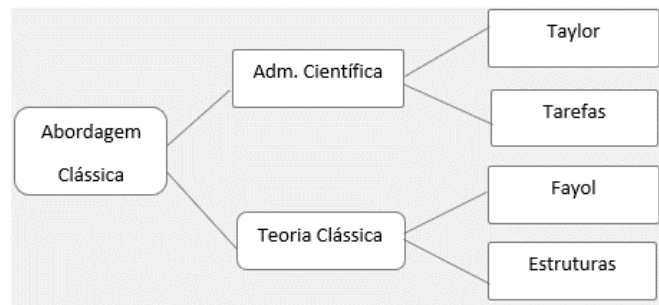 Abordagem
Clássica
Adm. Científica
Taylor
Tarefas
Teoria Clássica
Fayol
Estruturas